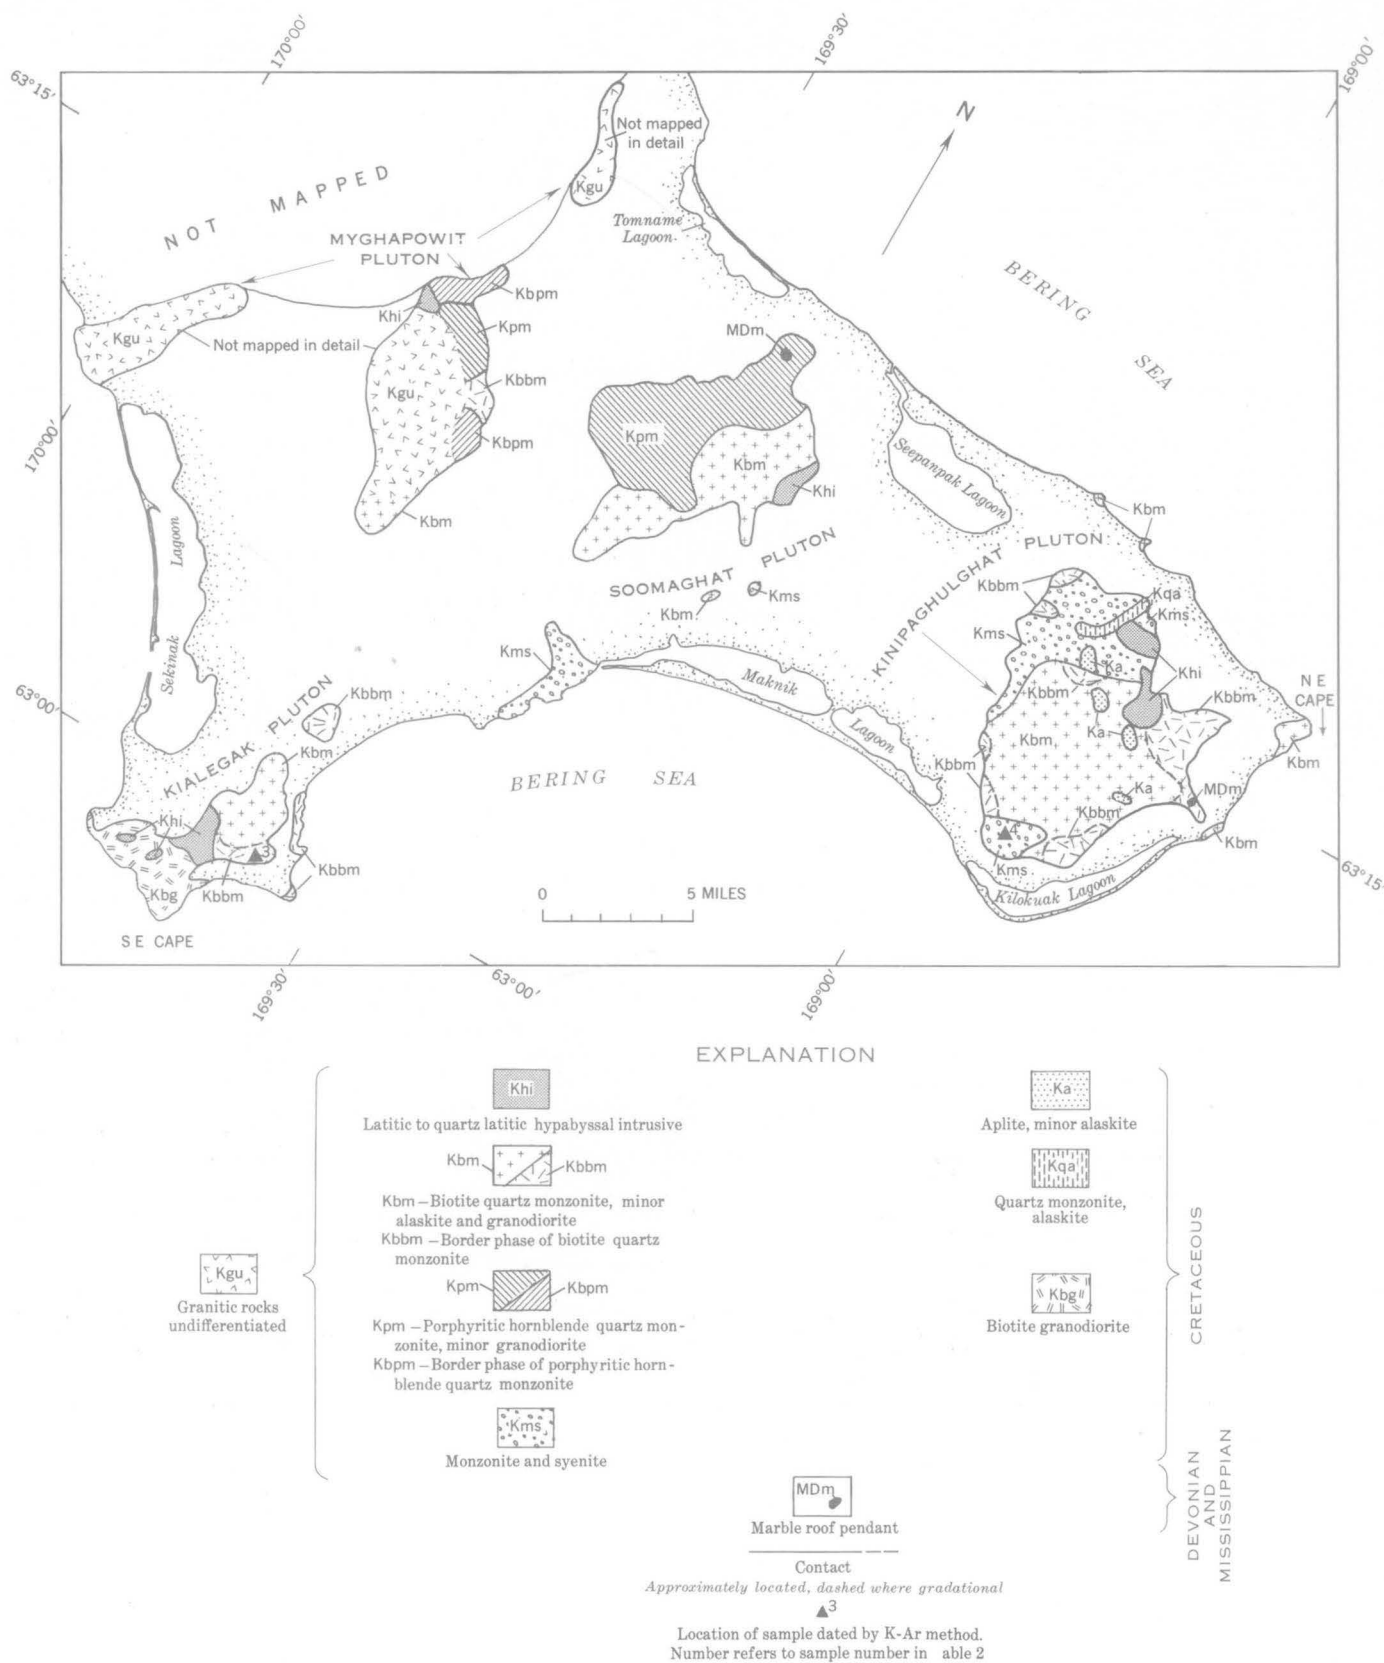 170°00′
169°30′
169°00′
63°15′
N
Not mapped
in detail
Kgu
NOT MAPPED
Tomname
Lagoon
MYGHAPOWIT
PLUTON
BERING
SEA
Kbpm
Khi
Kpm
MDm
Kgu
Not mapped in detail
Kbbm
Kgu
Kpm
Kbpm
170°00′
Kbm
Seepanpak Lagoon
Khi
Kbm
Kbm
Lagoon
SOOMAGHAT PLUTON
KINIPAGHULGHAT PLUTON
Kbbm
Kms
Kbm
Kqa
Kms
Kms
Kms
Ka
Khi
Sekinak
Maknik
Kbbm
Kbbm
NE
CAPE
63°00′
KIALEGAK PLUTON
Kbbm
Lagoon
Kbm
Ka
Kbm
Kbm
BERING SEA
Kbbm
Ka
MDm
Khi
Kbbm
4
3
Kbm
Kbbm
Kms
63°15′
Kbg
Kbbm
0 5 MILES
Kilokuak Lagoon
SE CAPE
169°30′
63°00′
169°00′
EXPLANATION
Khi
Latitic to quartz latitic hypabyssal intrusive
Kbm
Kbbm
Kbm—Biotite quartz monzonite, minor
alaskite and granodiorite
Kbbm—Border phase of biotite quartz
monzonite
Kgu
Granitic rocks
undifferentiated
Kpm
Kbpm
Kpm—Porphyritic hornblende quartz mon-
zonite, minor granodiorite
Kbpm—Border phase of porphyritic horn-
blende quartz monzonite
Kms
Monzonite and syenite
Ka
Aplite, minor alaskite
Kqa
Quartz monzonite,
alaskite
Kbg
Biotite granodiorite
CRETACEOUS
MDm
Marble roof pendant
DEVONIAN
AND
MISSISSIPPIAN
Contact
Approximately located, dashed where gradational
3
Location of sample dated by K-Ar method.
Number refers to sample number in able 2